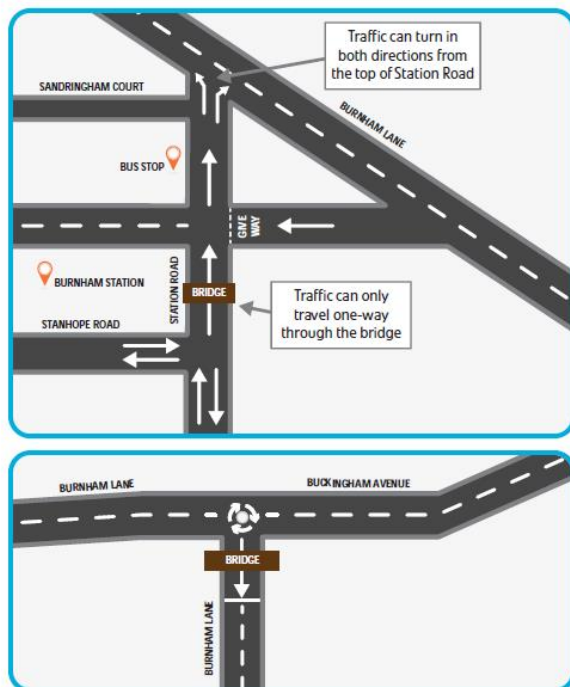 Traffic can turn in
both directions from
the top of Station Road
SANDRINGHAM COURT
BURNHAM LANE
BUS STOP
GIVE
WAY
BURNHAM STATION
STATION ROAD
BRIDGE
Traffic can only
travel one-way
through the bridge
STANHOPE ROAD
BURNHAM LANE
BUCKINGHAM AVENUE
BRIDGE
BURNHAM LANE